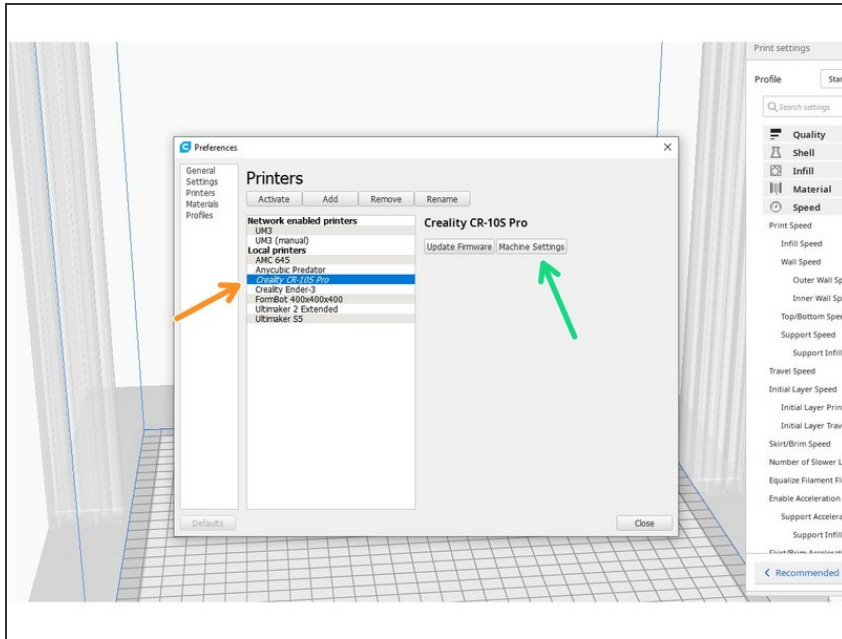 Print settings
Profile
Search settings
Quality
Shell
Infill
Material
Speed
Print Speed
Infill Speed
Wall Speed
Outer Wall Sp
Inner Wall Sp
Top/Bottom Spee
Support Speed
Support Infill
Travel Speed
Initial Layer Speed
Initial Layer Prin
Initial Layer Trav
Skirt/Brim Speed
Number of Slower L
Equalize Filament Fl
Enable Acceleration
Support Accelera
Support Infill
Recommended
Preferences
General
Settings
Printers
Materials
Profiles
Printers
Activate Add Remove Rename
Network enabled printers
UM3
UM3 (manual)
Local printers
AMC 645
Anycubic Predator
Creality CR-10S Pro
Creality Ender-3
FormBot 400x400x400
Ultimaker 2 Extended
Ultimaker S5
Creality CR-10S Pro
Update Firmware Machine Settings
Defaults
Close